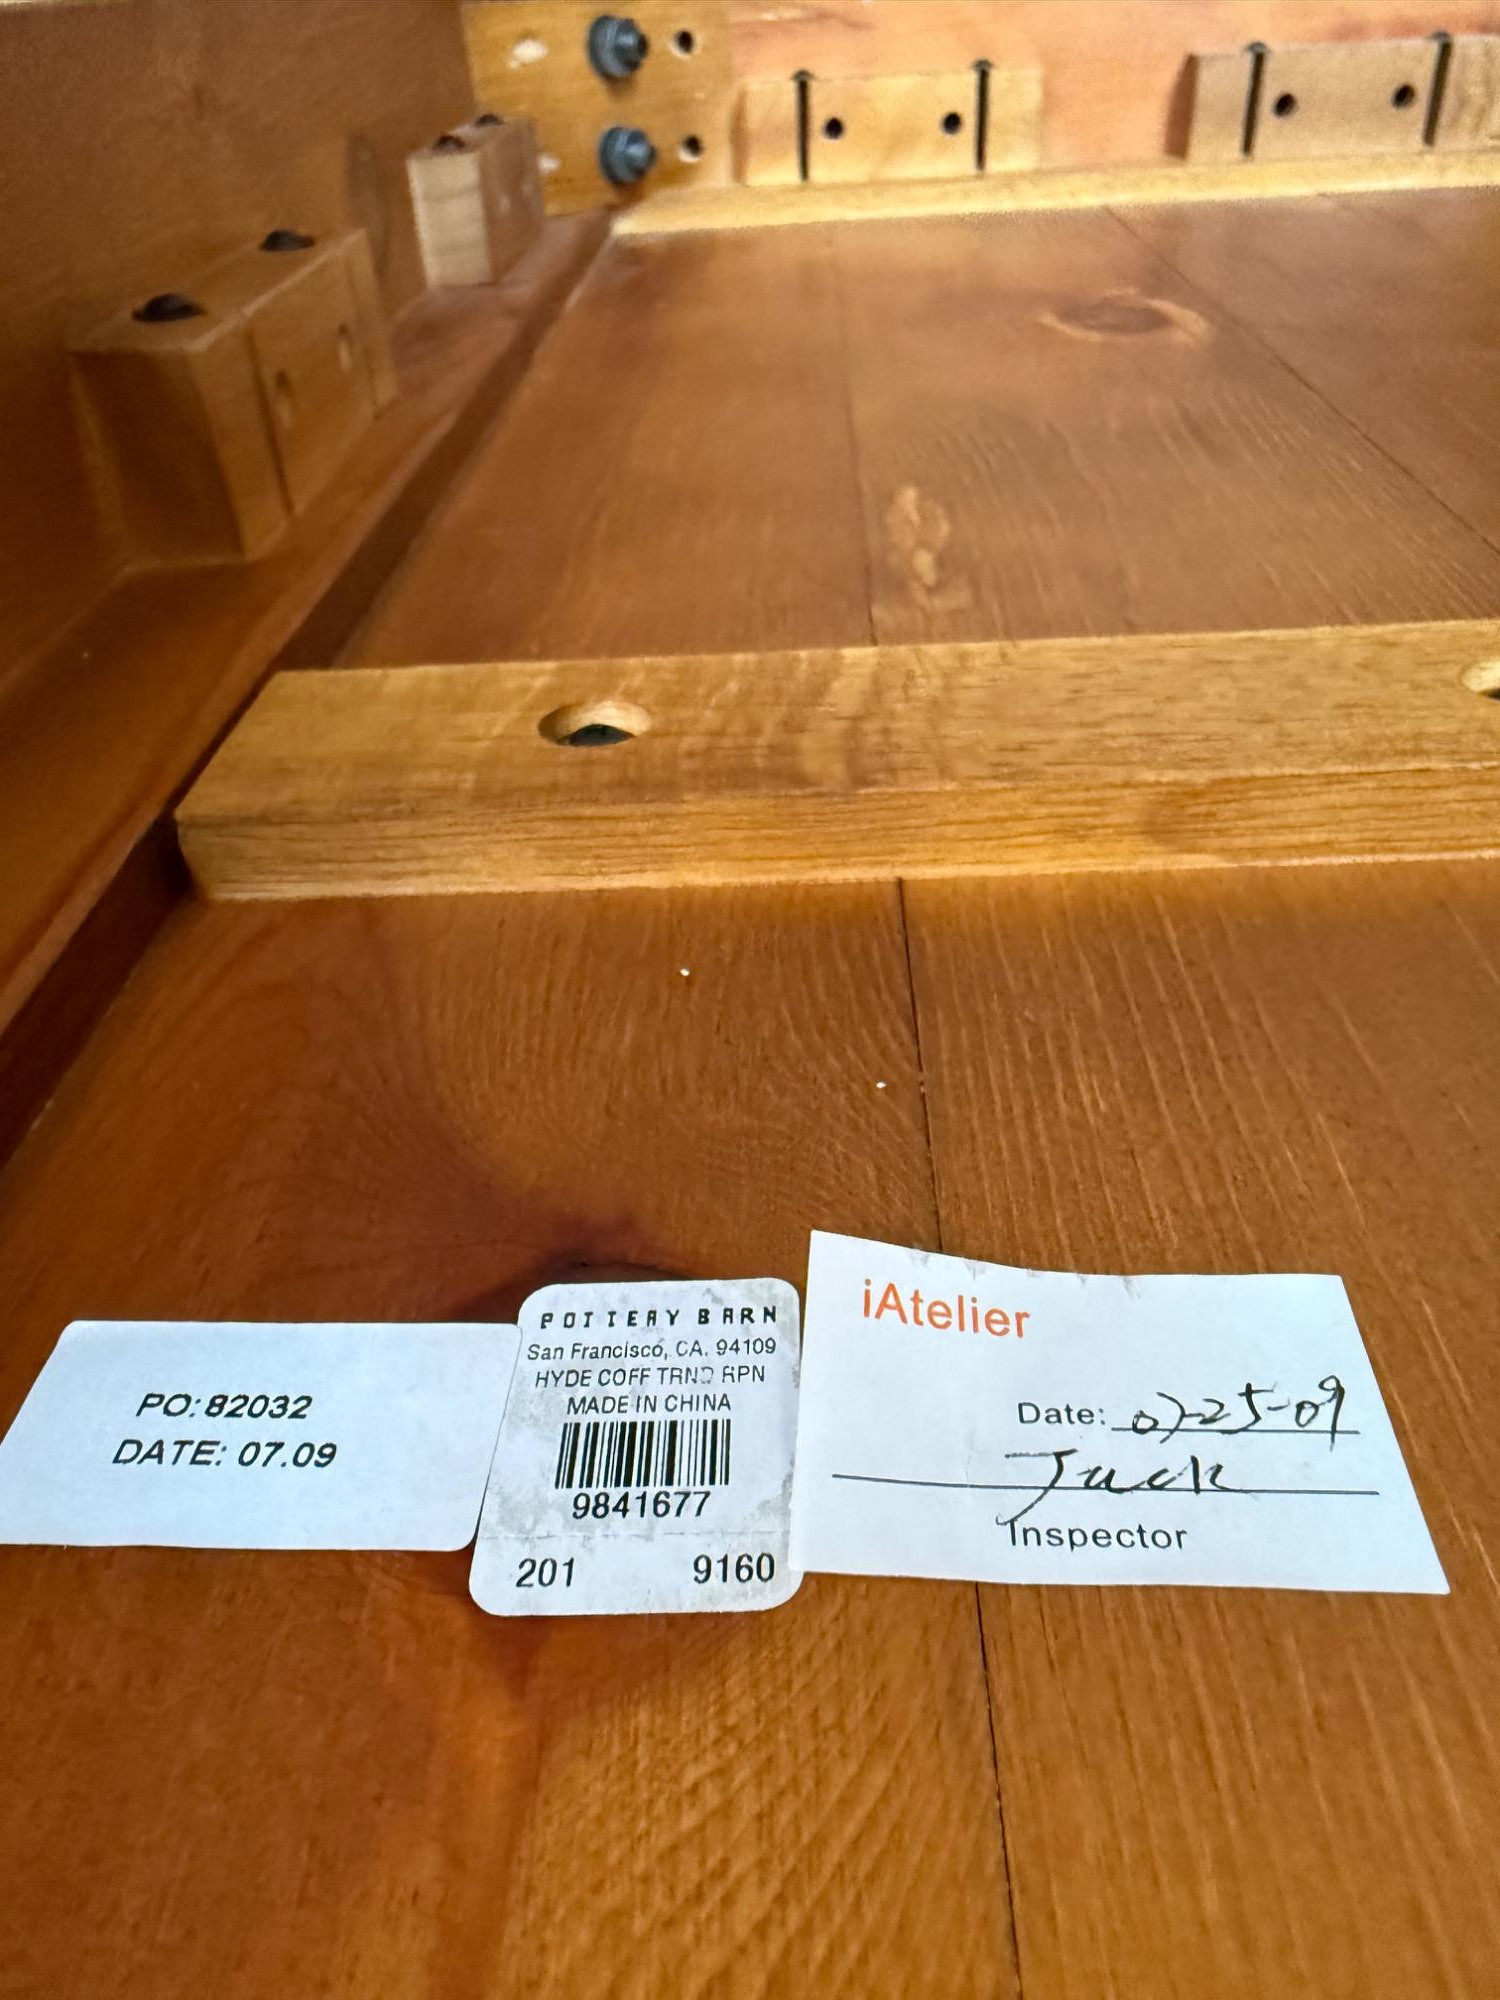 PO: 82032
DATE: 07.09
POTTERY BARN
San Francisco, CA. 94109
HYDE COFF TRND RPN
MADE IN CHINA
9841677
201 9160
iAtelier
Date: 07-25-09
Jack
Inspector